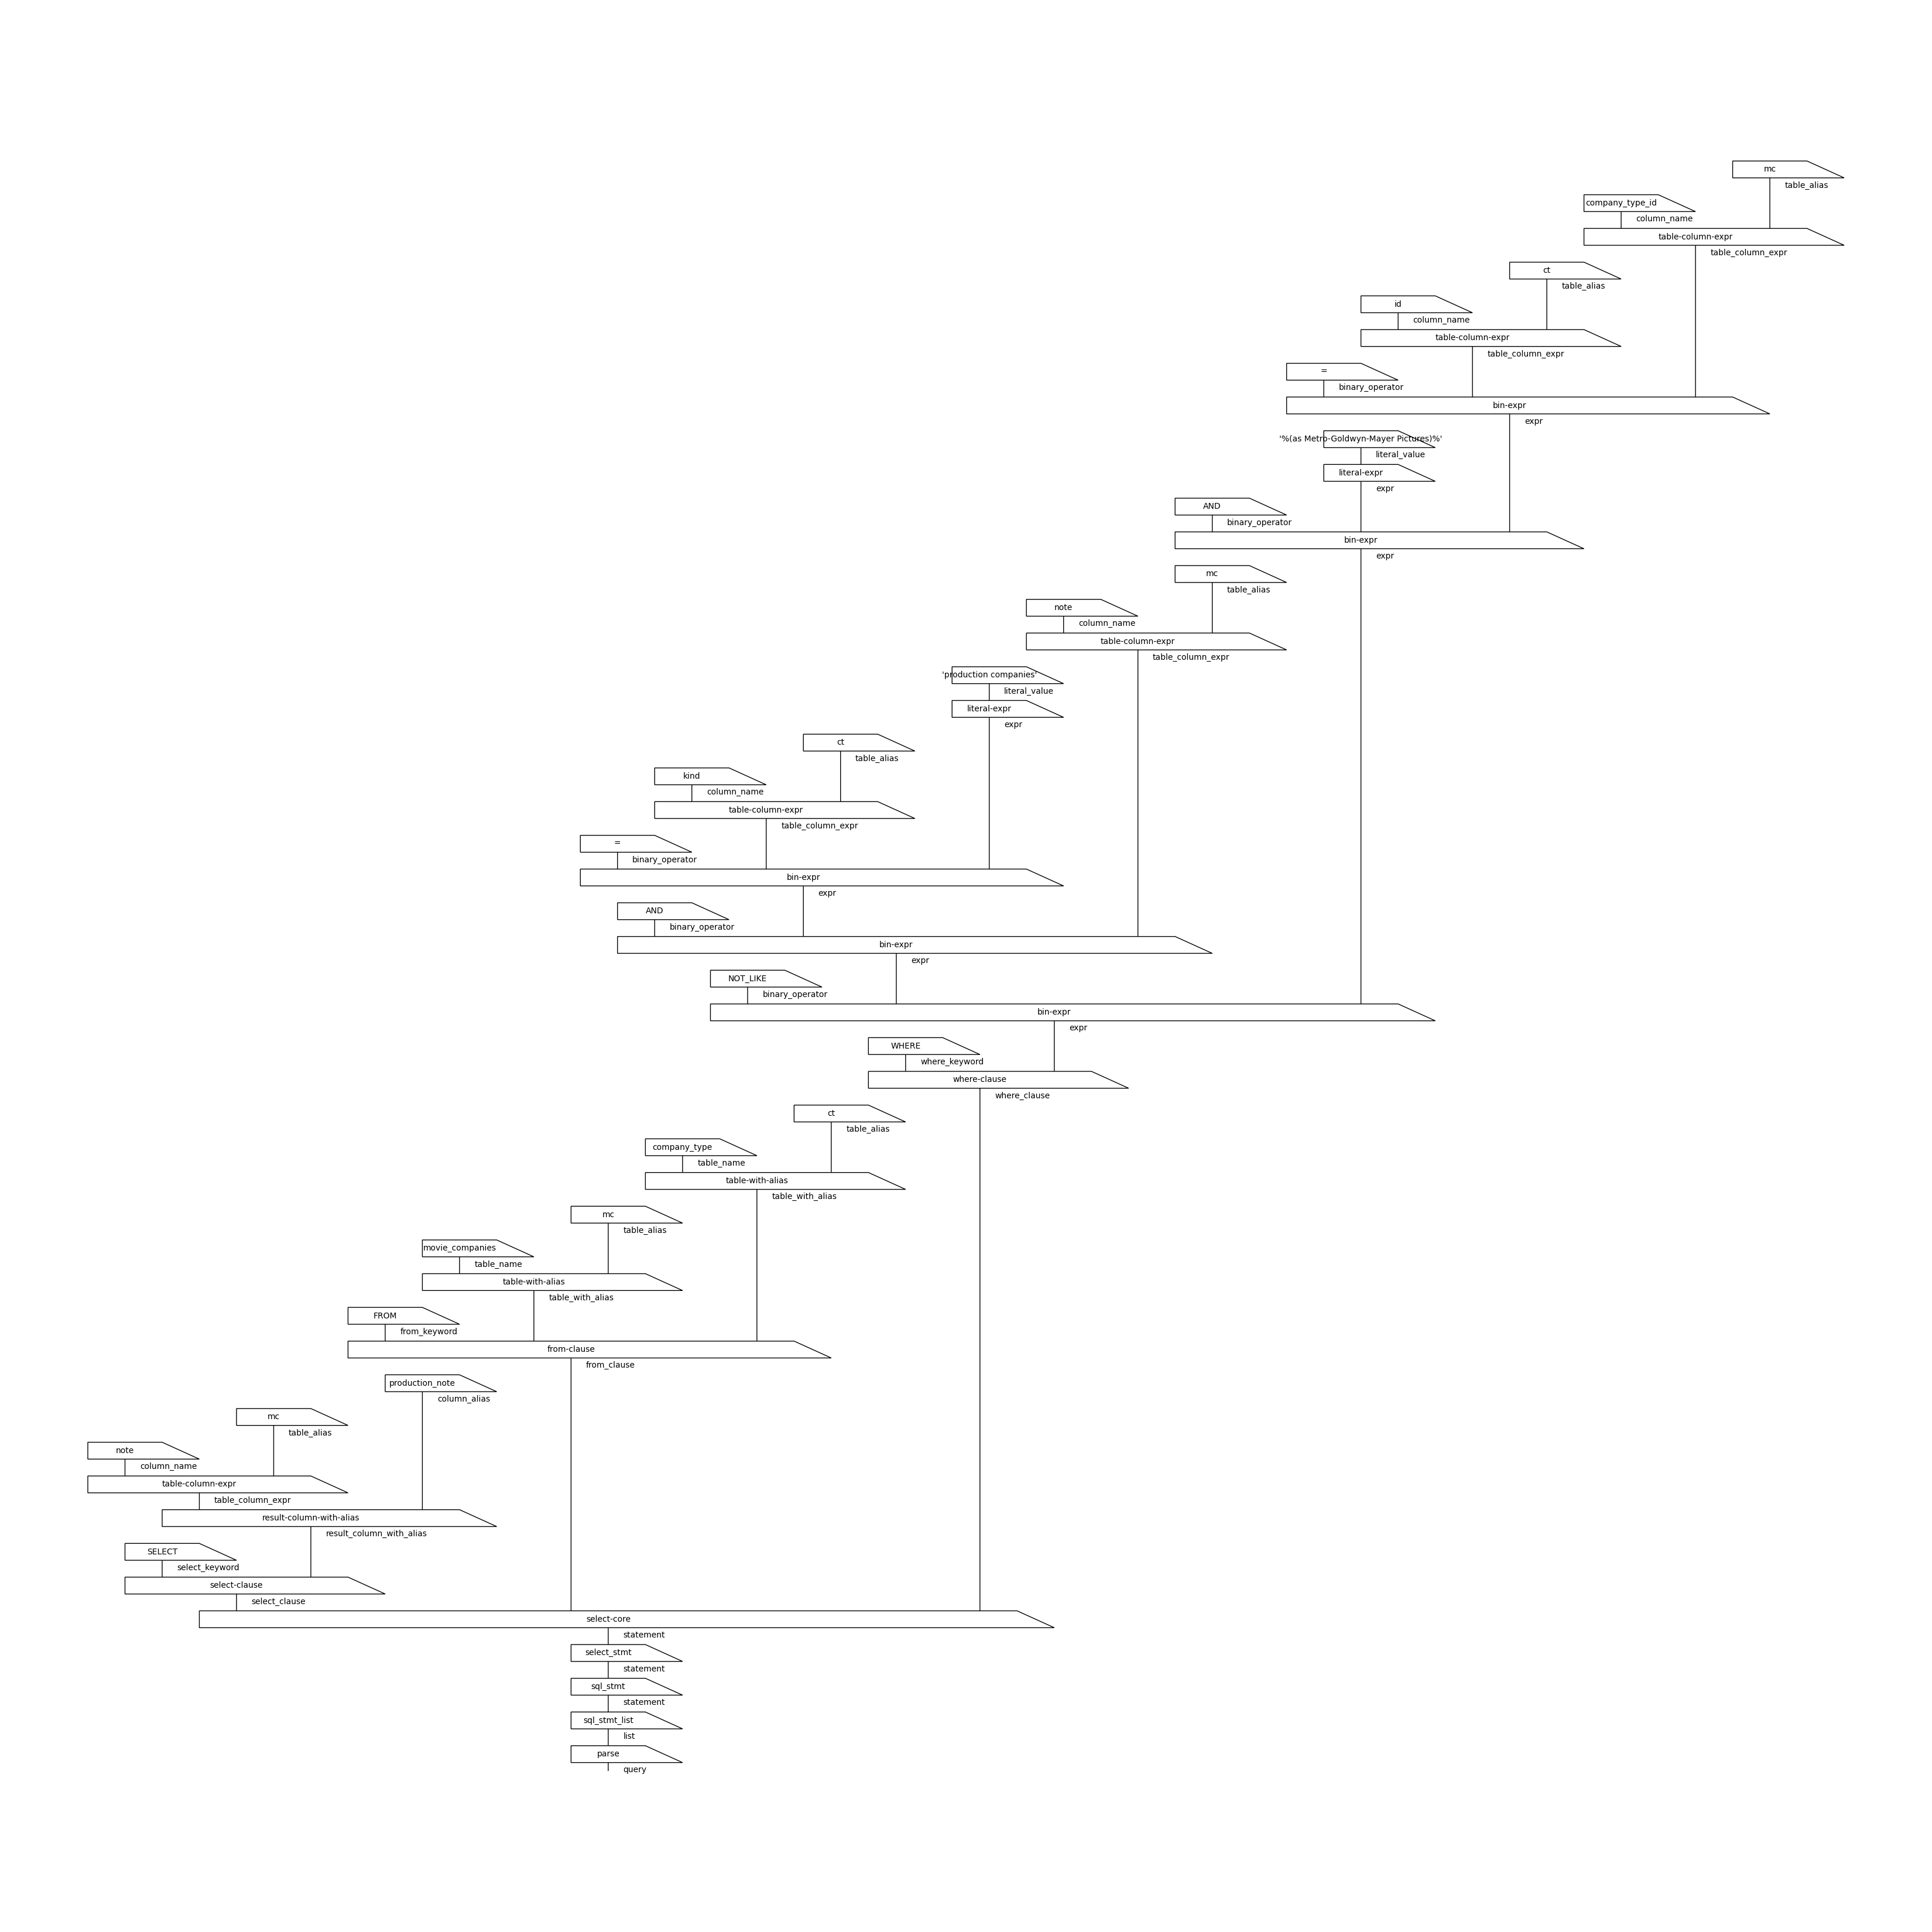 mc
table_alias
company_type_id
column_name
table-column-expr
table_column_expr
ct
table_alias
id
column_name
table-column-expr
table_column_expr
=
binary_operator
bin-expr
expr
'%(as Metro-Goldwyn-Mayer Pictures)%'
literal_value
literal-expr
expr
AND
binary_operator
bin-expr
expr
mc
table_alias
note
column_name
table-column-expr
table_column_expr
'production companies'
literal_value
literal-expr
expr
ct
table_alias
kind
column_name
table-column-expr
table_column_expr
=
binary_operator
bin-expr
expr
AND
binary_operator
bin-expr
expr
NOT_LIKE
binary_operator
bin-expr
expr
WHERE
where_keyword
where-clause
where_clause
ct
table_alias
company_type
table_name
table-with-alias
table_with_alias
mc
table_alias
movie_companies
table_name
table-with-alias
table_with_alias
FROM
from_keyword
from-clause
from_clause
production_note
column_alias
mc
table_alias
note
column_name
table-column-expr
table_column_expr
result-column-with-alias
result_column_with_alias
SELECT
select_keyword
select-clause
select_clause
select-core
statement
select_stmt
statement
sql_stmt
statement
sql_stmt_list
list
parse
query